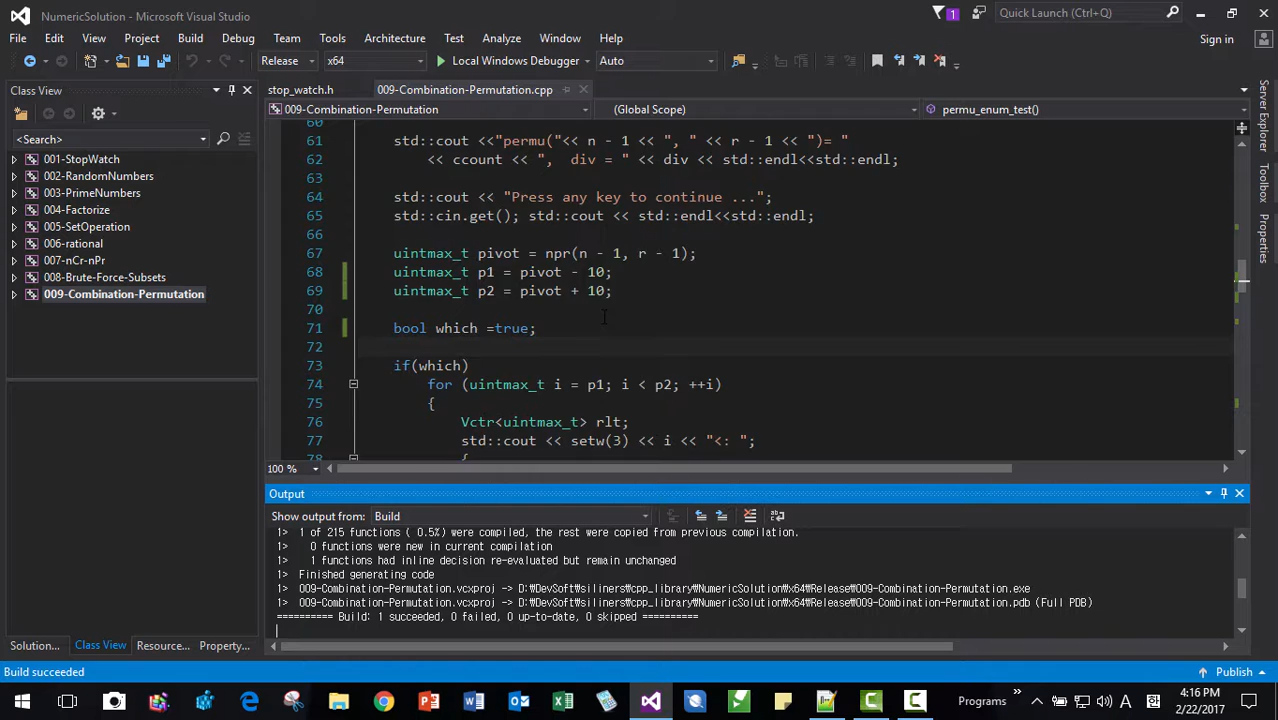 NumericSolution - Microsoft Visual Studio
1
Quick Launch (Ctrl+Q)
File Edit View Project Build Debug Team Tools Architecture Test Analyze Window Help
Sign in
Release x64 Local Windows Debugger Auto
Class View
<Search>
001-StopWatch
002-RandomNumbers
003-PrimeNumbers
004-Factorize
005-SetOperation
006-rational
007-nCr-nPr
008-Brute-Force-Subsets
009-Combination-Permutation
stop_watch.h 009-Combination-Permutation.cpp
009-Combination-Permutation (Global Scope) permu_enum_test()
60
61 std::cout <<"permu("<< n - 1 << ", " << r - 1 << ")= "
62 << ccount << ",  div = " << div << std::endl<<std::endl;
63
64 std::cout << "Press any key to continue ...";
65 std::cin.get(); std::cout << std::endl<<std::endl;
66
67 uintmax_t pivot = npr(n - 1, r - 1);
68 uintmax_t p1 = pivot - 10;
69 uintmax_t p2 = pivot + 10;
70
71 bool which =true;
72
73 if(which)
74 for (uintmax_t i = p1; i < p2; ++i)
75 {
76 Vctr<uintmax_t> rlt;
77 std::cout << setw(3) << i << "<: ";
78 {
100 %
Server Explorer
Toolbox
Properties
Output
Show output from: Build
1>  1 of 215 functions ( 0.5%) were compiled, the rest were copied from previous compilation.
1>    0 functions were new in current compilation
1>    1 functions had inline decision re-evaluated but remain unchanged
1>  Finished generating code
1>  009-Combination-Permutation.vcxproj -> D:₩DevSoft₩siliners₩cpp_library₩NumericSolution₩x64₩Release₩009-Combination-Permutation.exe
1>  009-Combination-Permutation.vcxproj -> D:₩DevSoft₩siliners₩cpp_library₩NumericSolution₩x64₩Release₩009-Combination-Permutation.pdb (Full PDB)
========== Build: 1 succeeded, 0 failed, 0 up-to-date, 0 skipped ==========
Solution... Class View Resource... Property...
Build succeeded
Publish
Programs
A
4:16 PM
2/22/2017